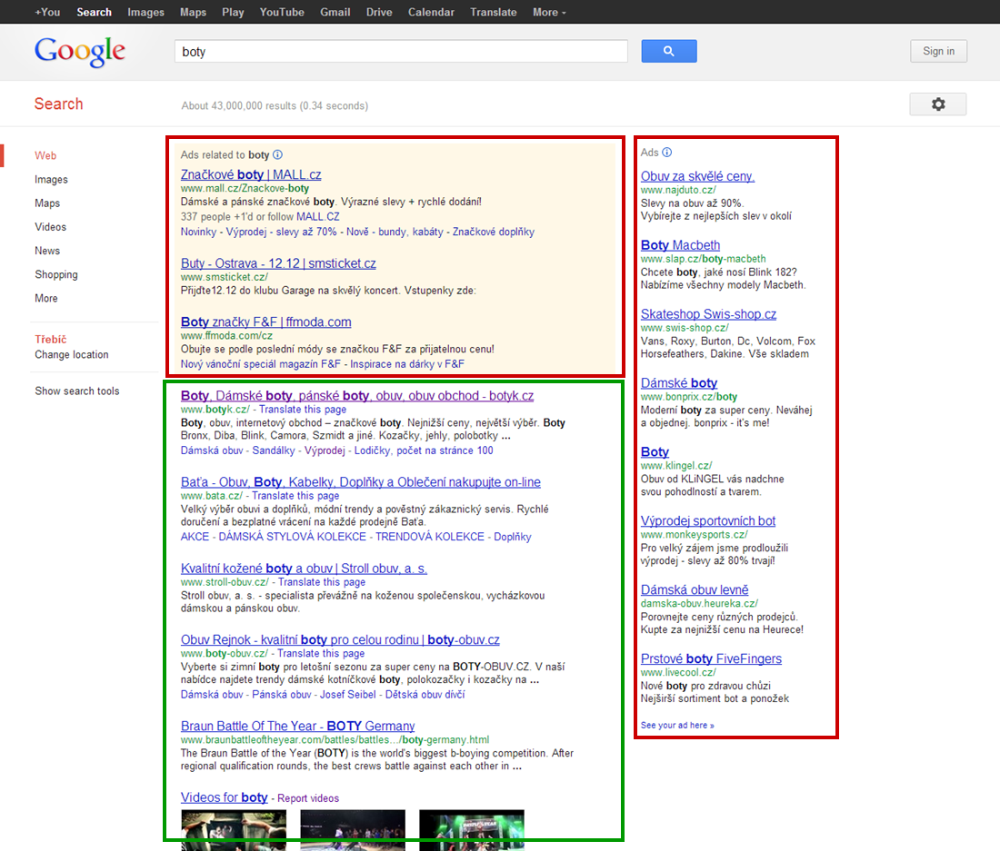 +You Search Images Maps Play YouTube Gmail Drive Calendar Translate More
Google
boty
Sign in
Search
About 43,000,000 results (0.34 seconds)
Web
Images
Maps
Videos
News
Shopping
More
Třebíč
Change location
Show search tools
Ads related to boty
Značkové boty | MALL.cz
www.mall.cz/Znackove-boty
Dámské a pánské značkové boty. Výrazné slevy + rychlé dodání!
337 people +1'd or follow MALL.CZ
Novinky - Výprodej - slevy až 70% - Nově - bundy, kabáty - Značkové doplňky
Buty - Ostrava - 12.12 | smsticket.cz
www.smsticket.cz/
Přijďte12.12 do klubu Garage na skvělý koncert. Vstupenky zde:
Boty značky F&F | ffmoda.com
www.ffmoda.com/cz
Obujte se podle poslední módy se značkou F&F za přijatelnou cenu!
Nový vánoční speciál magazín F&F - Inspirace na dárky v F&F
Boty, Dámské boty, pánské boty, obuv, obuv obchod - botyk.cz
www.botyk.cz/ - Translate this page
Boty, obuv, internetový obchod – značkové boty. Nejnižší ceny, největší výběr. Boty
Bronx, Diba, Blink, Camora, Szmidt a jiné. Kozačky, jehly, polobotky ...
Dámská obuv - Sandálky - Výprodej - Lodičky, počet na stránce 100
Baťa - Obuv, Boty, Kabelky, Doplňky a Oblečení nakupujte on-line
www.bata.cz/ - Translate this page
Velký výběr obuvi a doplňků, módní trendy a pověstný zákaznický servis. Rychlé
doručení a bezplatné vrácení na každé prodejně Baťa.
AKCE - DÁMSKÁ STYLOVÁ KOLEKCE - TRENDOVÁ KOLEKCE - Doplňky
Kvalitní kožené boty a obuv | Stroll obuv, a. s.
www.stroll-obuv.cz/ - Translate this page
Stroll obuv, a. s. - specialista převážně na koženou společenskou, vycházkovou
dámskou a pánskou obuv.
Obuv Rejnok - kvalitní boty pro celou rodinu | boty-obuv.cz
www.boty-obuv.cz/ - Translate this page
Vyberte si zimní boty pro letošní sezonu za super ceny na BOTY-OBUV.CZ. V naší
nabídce najdete trendy dámské kotníčkové boty, polokozačky i kozačky na ...
Dámská obuv - Pánská obuv - Josef Seibel - Dětská obuv dívčí
Braun Battle Of The Year - BOTY Germany
www.braunbattleoftheyear.com/battles/battles.../boty-germany.html
The Braun Battle of the Year (BOTY) is the world's biggest b-boying competition. After
regional qualification rounds, the best crews battle against each other in ...
Videos for boty - Report videos
Ads
Obuv za skvělé ceny.
www.najduto.cz/
Slevy na obuv až 90%.
Vybírejte z nejlepších slev v okolí
Boty Macbeth
www.slap.cz/boty-macbeth
Chcete boty, jaké nosí Blink 182?
Nabízíme všechny modely Macbeth.
Skateshop Swis-shop.cz
www.swis-shop.cz/
Vans, Roxy, Burton, Dc, Volcom, Fox
Horsefeathers, Dakine. Vše skladem
Dámské boty
www.bonprix.cz/boty
Moderní boty za super ceny. Neváhej
a objednej. bonprix - it's me!
Boty
www.klingel.cz/
Obuv od KLiNGEL vás nadchne
svou pohodlností a tvarem.
Výprodej sportovních bot
www.monkeysports.cz/
Pro velký zájem jsme prodloužili
výprodej - slevy až 80% trvají!
Dámská obuv levně
damska-obuv.heureka.cz/
Porovnejte ceny různých prodejců.
Kupte za nejnižší cenu na Heurece!
Prstové boty FiveFingers
www.livecool.cz/
Nové boty pro zdravou chůzi
Nejširší sortiment bot a ponožek
See your ad here »